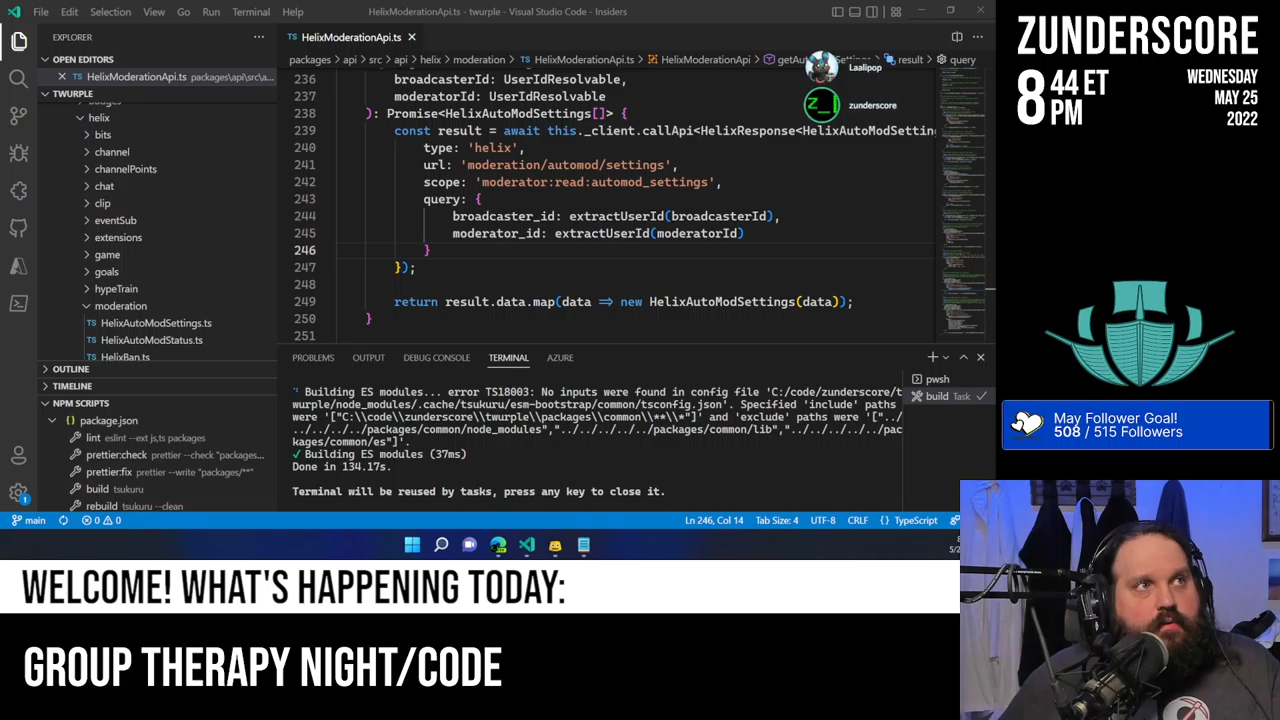 File Edit Selection View Go Run Terminal Help
HelixModerationApi.ts - twurple - Visual Studio Code - Insiders
EXPLORER
OPEN EDITORS
HelixModerationApi.ts packages\api\src\a...
TWURPLE
helix
bits
channel
channelPoints
chat
clip
eventSub
extensions
game
goals
hypeTrain
moderation
HelixAutoModSettings.ts
HelixAutoModStatus.ts
HelixBan.ts
OUTLINE
TIMELINE
NPM SCRIPTS
package.json
lint eslint --ext js,ts packages
prettier:check prettier --check "packages...
prettier:fix prettier --write "packages/**"
build tsukuru
rebuild tsukuru --clean
HelixModerationApi.ts
packages > api > src > api > helix > moderation > HelixModerationApi.ts > HelixModerationApi > result > query
Laalipop
zunderscore
236 broadcasterId: UserIdResolvable,
237 moderatorId: UserIdResolvable
238 ): Promise<HelixAutoModSettings[]> {
239 const result = await this._client.callApi<HelixResponse<HelixAutoModSetting
240 type: 'helix',
241 url: 'moderation/automod/settings',
242 scope: 'moderator:read:automod_settings',
243 query: {
244 broadcaster_id: extractUserId(broadcasterId),
245 moderator_id: extractUserId(moderatorId)
246 }
247 });
248
249 return result.data.map(data => new HelixAutoModSettings(data));
250 }
251
PROBLEMS OUTPUT DEBUG CONSOLE TERMINAL AZURE
Building ES modules... error TS18003: No inputs were found in config file 'C:/code/zunderscore/t
wurple/node_modules/.cache/tsukuru/esm-bootstrap/common/tsconfig.json'. Specified 'include' paths
were '["C:\\code\\zunderscore\\twurple\\packages\\common\\**\\*"]' and 'exclude' paths were '["../
../../../../packages/common/node_modules","../../../../../packages/common/lib","../../../../../pac
kages/common/es"]'.
✓ Building ES modules (37ms)
Done in 134.17s.
Terminal will be reused by tasks, press any key to close it.
pwsh
build Task
main 0 0
Ln 246, Col 14 Tab Size: 4 UTF-8 CRLF {} TypeScript
ZUNDERSCORE
8 44 ET
PM
WEDNESDAY
MAY 25
2022
May Follower Goal!
508 / 515 Followers
WELCOME! WHAT'S HAPPENING TODAY:
GROUP THERAPY NIGHT/CODE